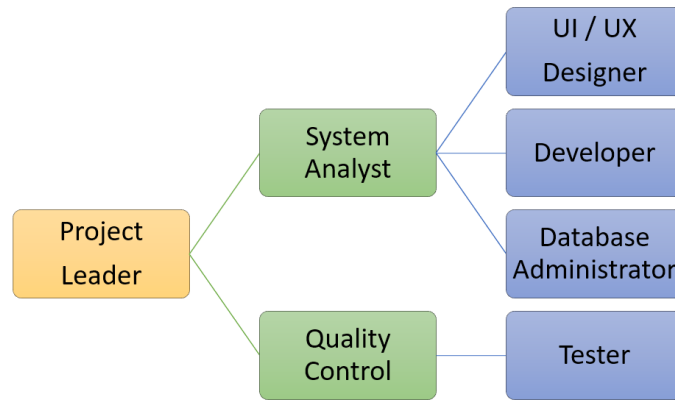 Project
Leader
System
Analyst
Quality
Control
UI / UX
Designer
Developer
Database
Administrator
Tester